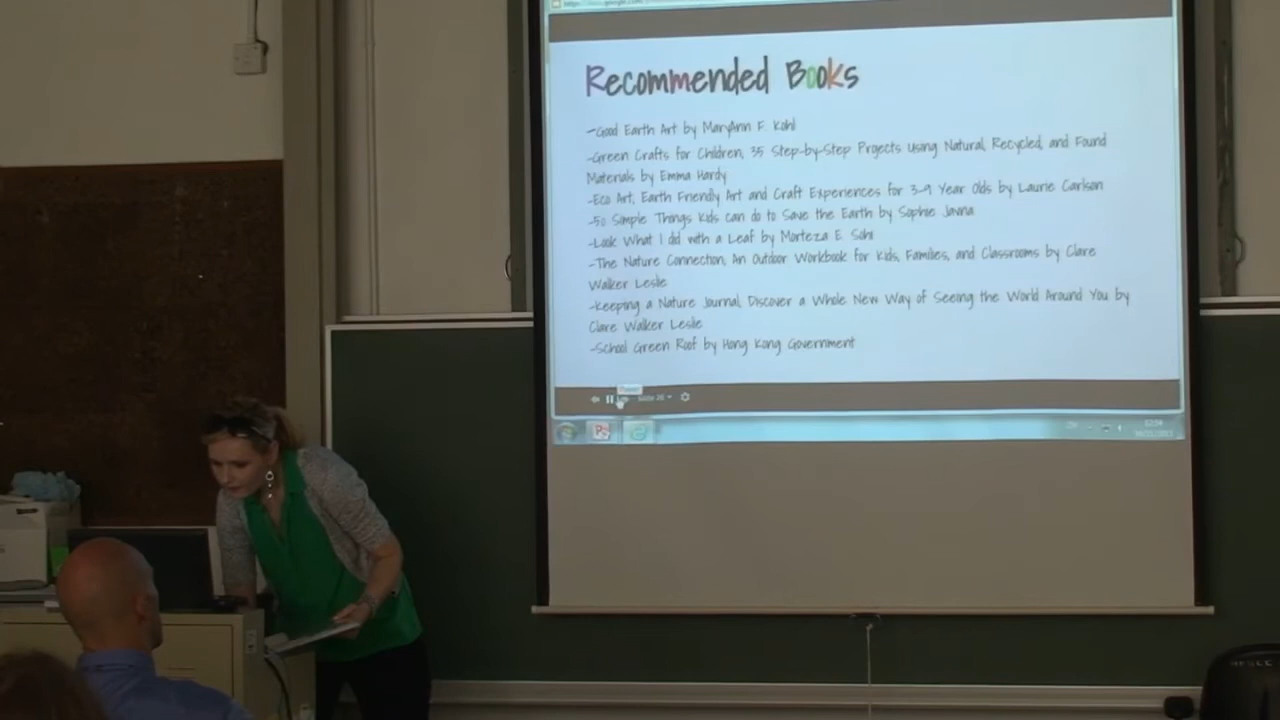 Recommended Books
-Good Earth Art by MaryAnn F. Kohl
-Green Crafts for Children, 35 Step-by-Step Projects Using Natural, Recycled, and Found
Materials by Emma Hardy
-Eco Art, Earth Friendly Art and Craft Experiences for 3-9 Year Olds by Laurie Carlson
-50 Simple Things Kids can do to Save the Earth by Sophie Javna
-Look What I did with a Leaf by Morteza E. Sohi
-The Nature Connection, An Outdoor Workbook for Kids, Families, and Classrooms by Clare
Walker Leslie
-Keeping a Nature Journal, Discover a Whole New Way of Seeing the World Around You by
Clare Walker Leslie
-School Green Roof by Hong Kong Government